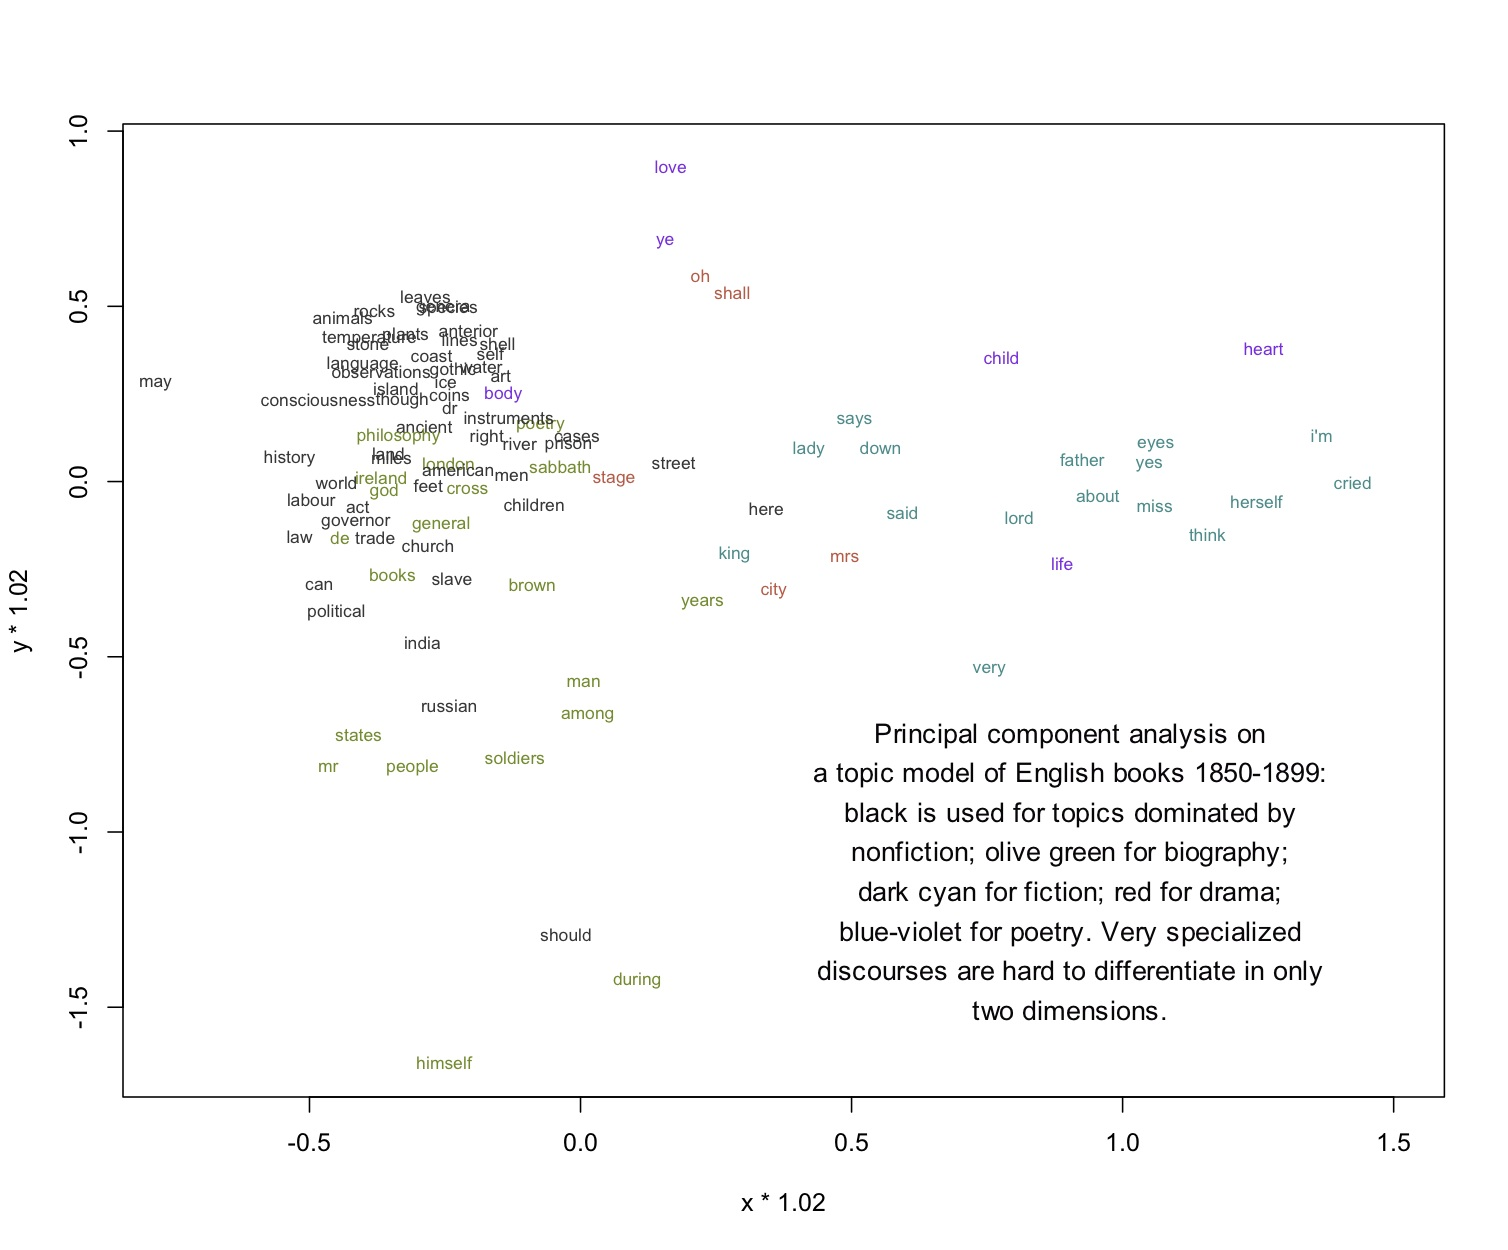 1.0
love
ye
oh
shall
0.5
leaves
genera
species
rocks
animals
anterior
plants
temperature
lines
stone
shell
heart
self
coast
child
language
water
gothic
observations
art
may
ice
island
body
coins
consciousness
though
dr
instruments
says
poetry
ancient
philosophy
right
cases
i'm
river
prison
eyes
lady
down
land
miles
history
london
street
father
yes
sabbath
american
men
ireland
stage
0.0
world
feet
cross
god
cried
about
labour
act
children
miss
herself
here
said
governor
general
lord
law
de
trade
think
church
king
mrs
life
books
slave
can
brown
city
years
political
-0.5
india
very
man
russian
among
states
soldiers
mr
people
Principal component analysis on
a topic model of English books 1850-1899:
black is used for topics dominated by
nonfiction; olive green for biography;
dark cyan for fiction; red for drama;
blue-violet for poetry. Very specialized
discourses are hard to differentiate in only
two dimensions.
-1.0
should
during
-1.5
himself
y * 1.02
-0.5
0.0
0.5
1.0
1.5
x * 1.02